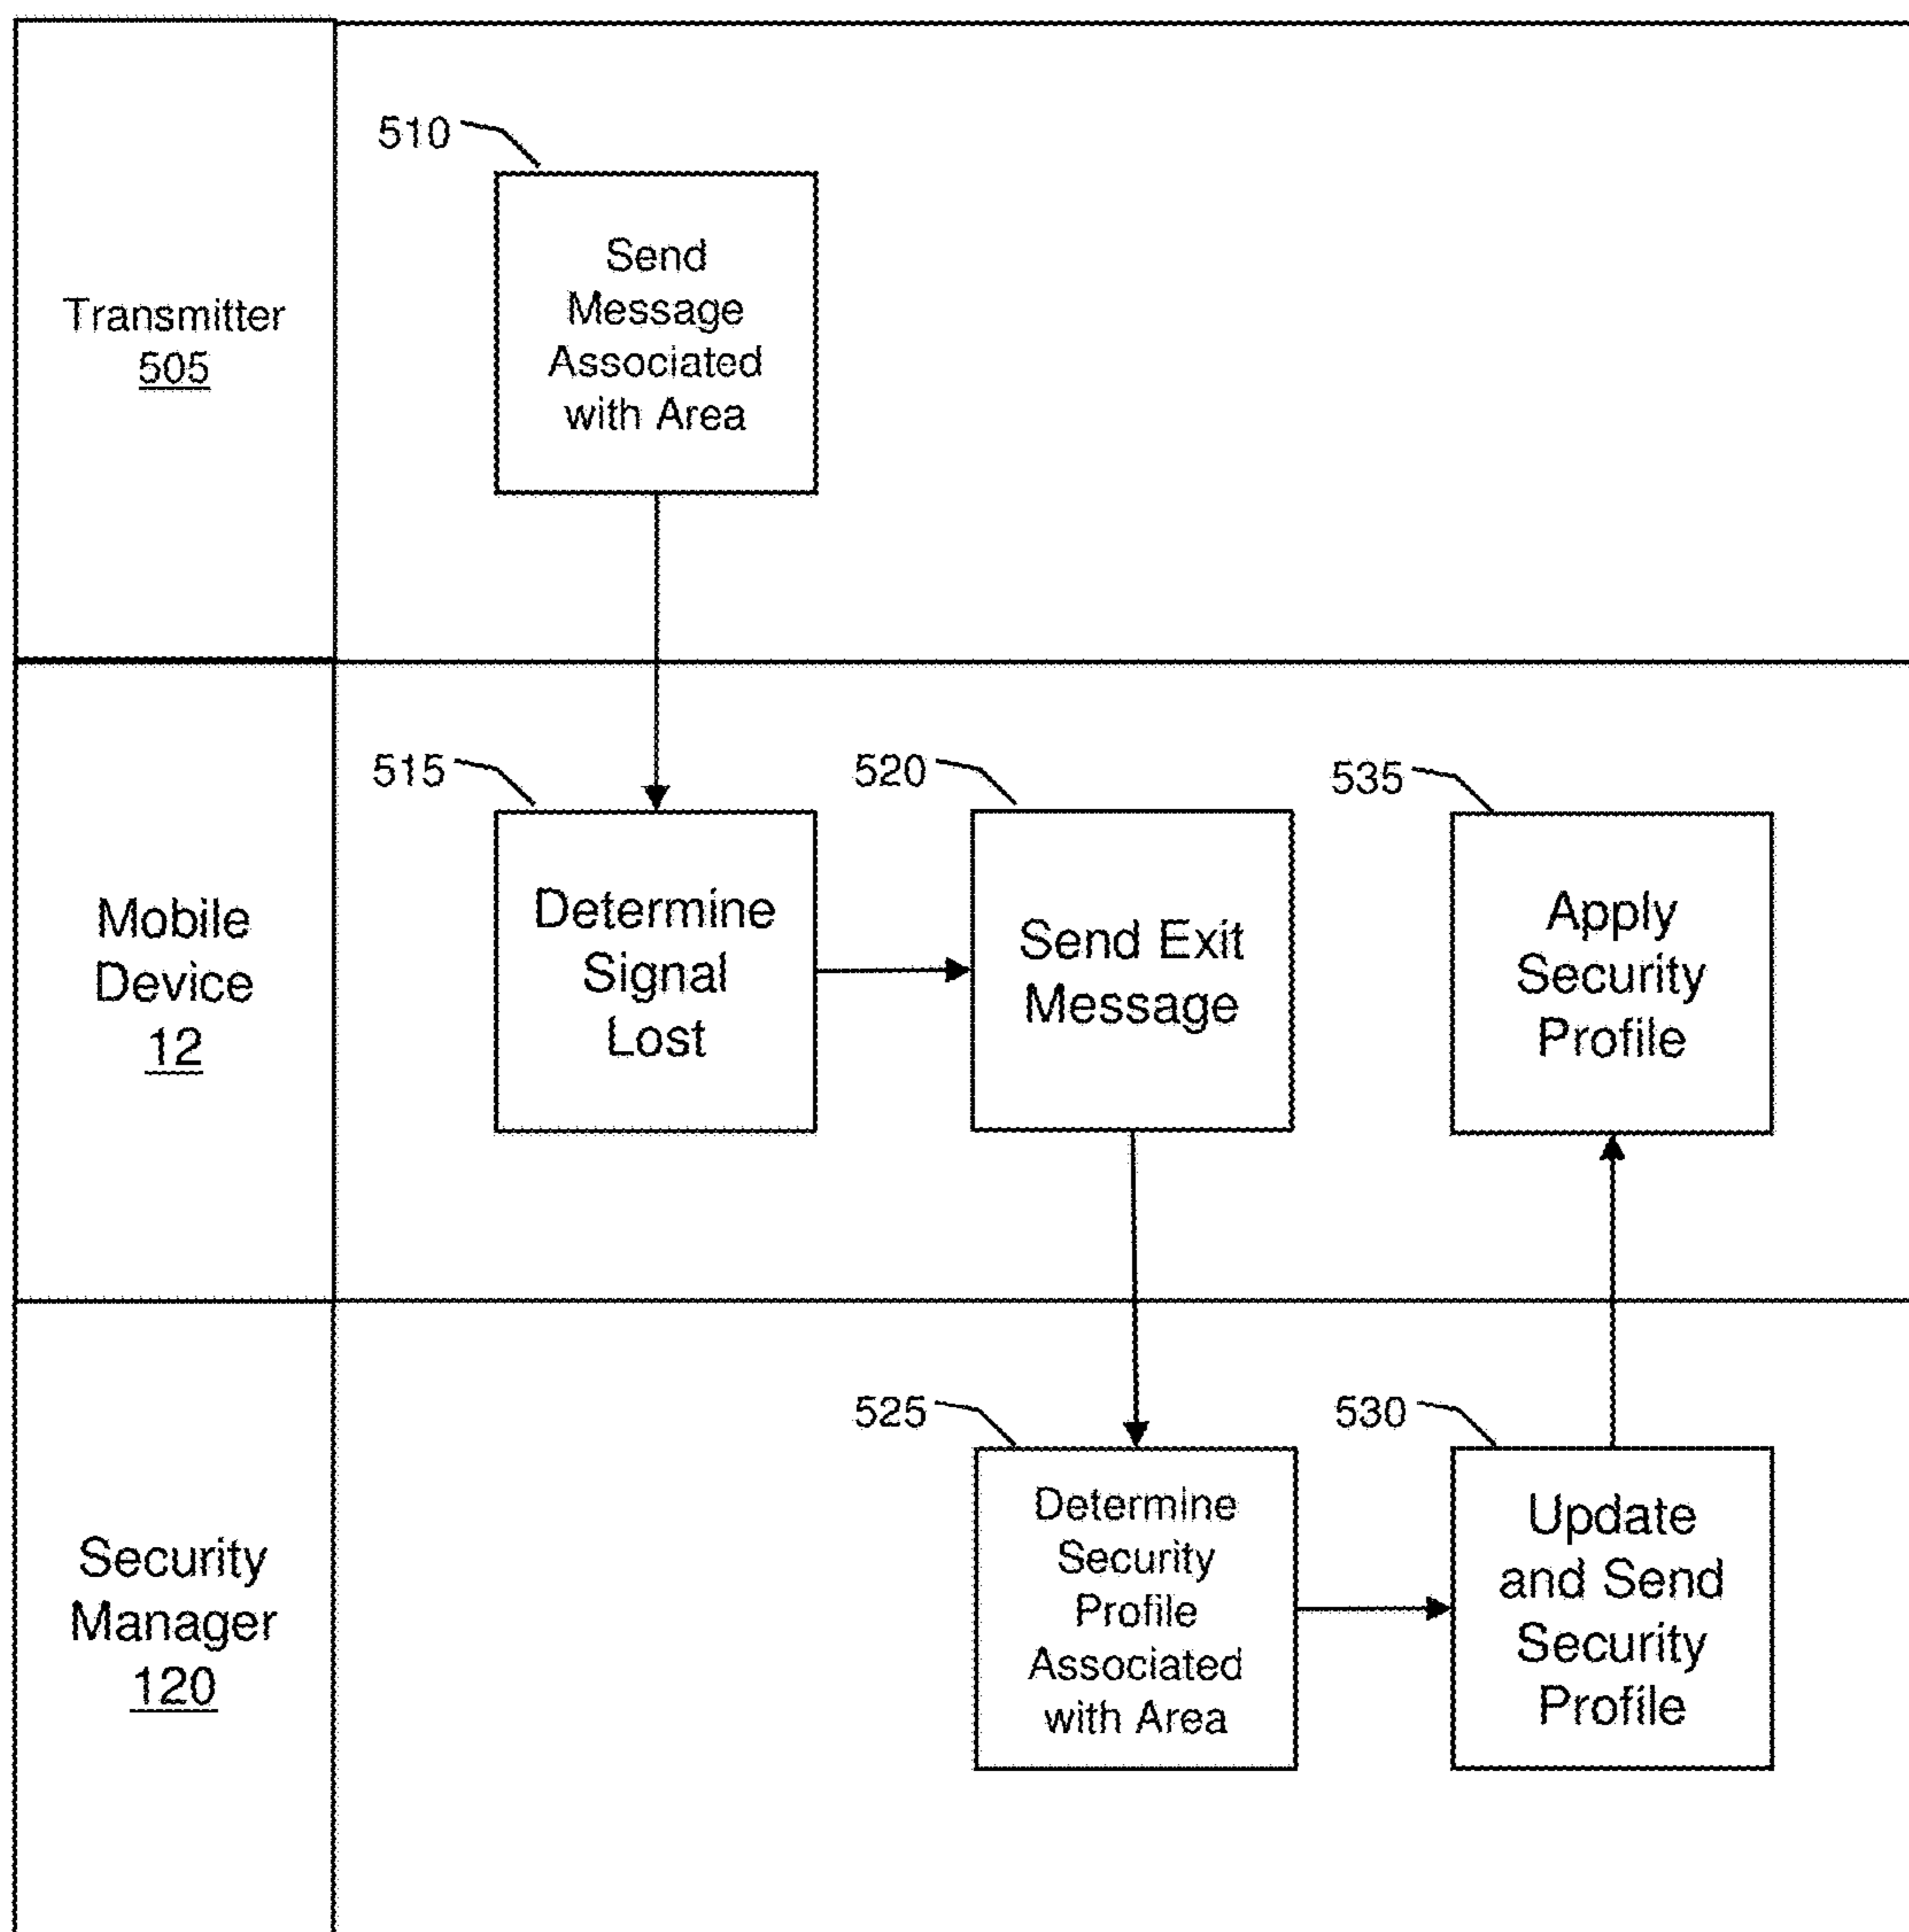 Transmitter
505
510
Send
Message
Associated
with Area
Mobile
Device
12
515
Determine
Signal
Lost
520
Send Exit
Message
535
Apply
Security
Profile
Security
Manager
120
525
Determine
Security
Profile
Associated
with Area
530
Update
and Send
Security
Profile